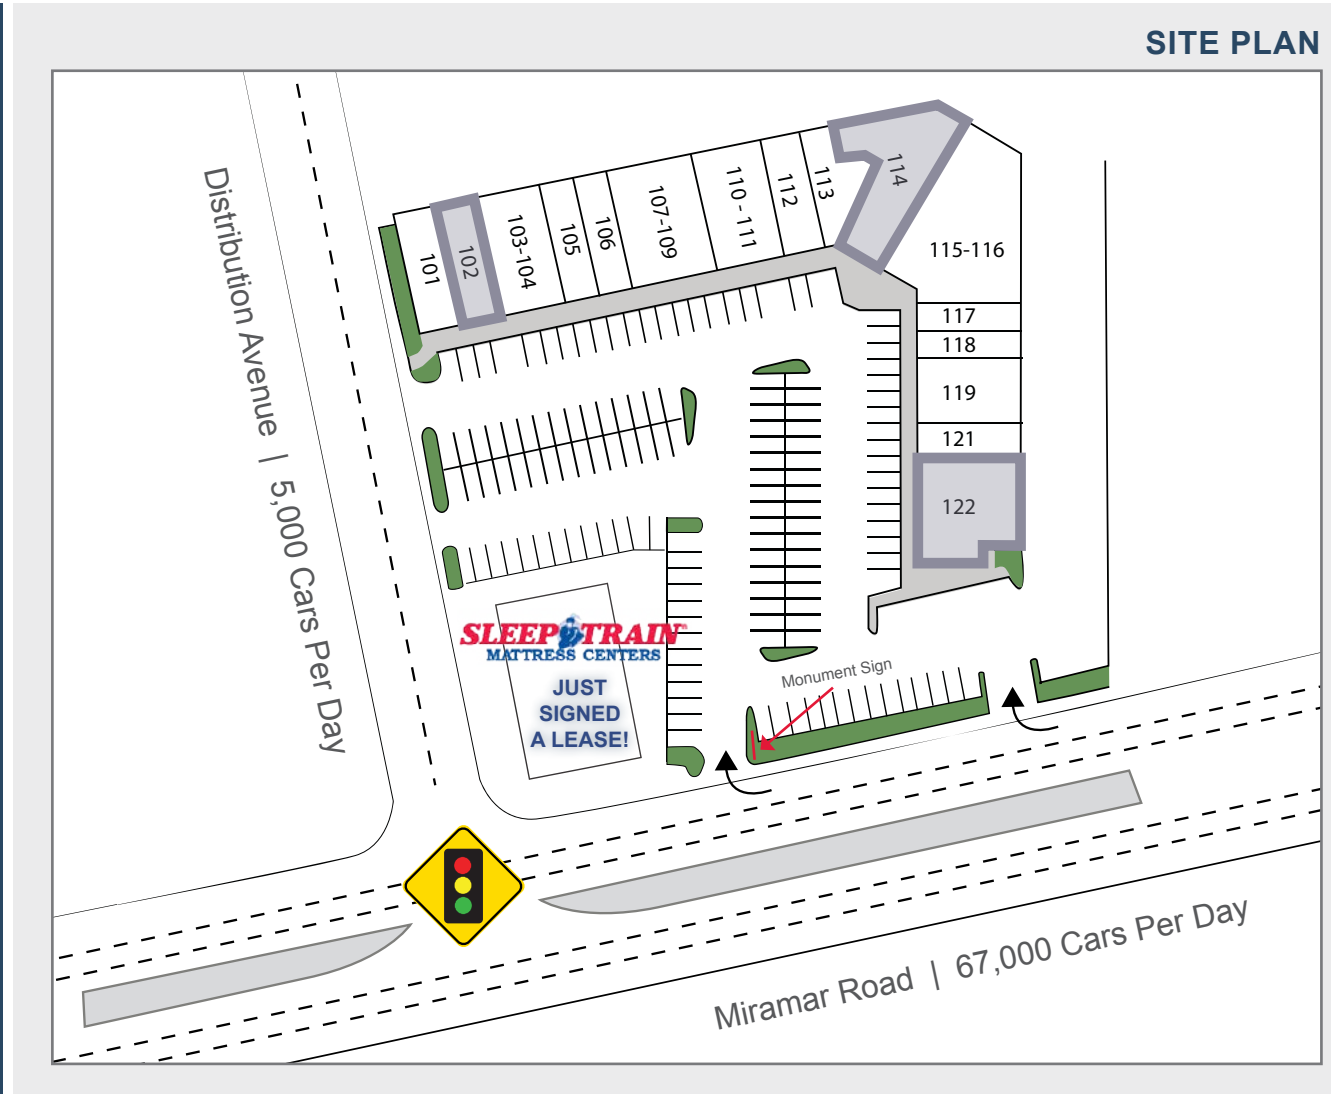 SITE PLAN
Distribution Avenue | 5,000 Cars Per Day
101
102
103-104
105
106
107-109
110 - 111
112
113
114
115-116
117
118
119
121
122
SLEEP TRAIN®
MATTRESS CENTERS
JUST
SIGNED
A LEASE!
Monument Sign
Miramar Road | 67,000 Cars Per Day